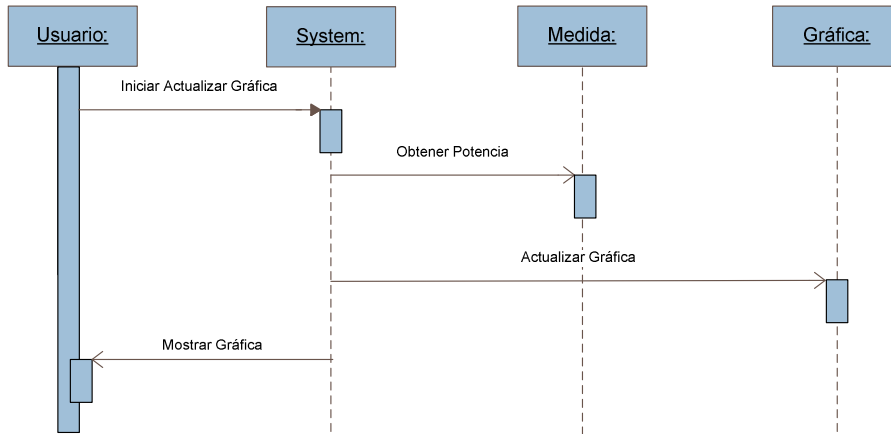 Usuario:
System:
Medida:
Gráfica:
Iniciar Actualizar Gráfica
Obtener Potencia
Actualizar Gráfica
Mostrar Gráfica